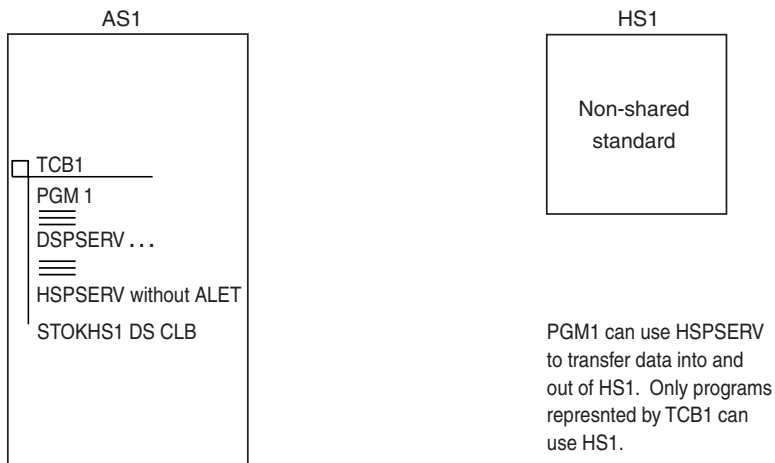 AS1
TCB1
PGM 1
DSPSERV . . .
HSPSERV without ALET
STOKHS1 DS CLB
HS1
Non-shared
standard
PGM1 can use HSPSERV
to transfer data into and
out of HS1. Only programs
represnted by TCB1 can
use HS1.